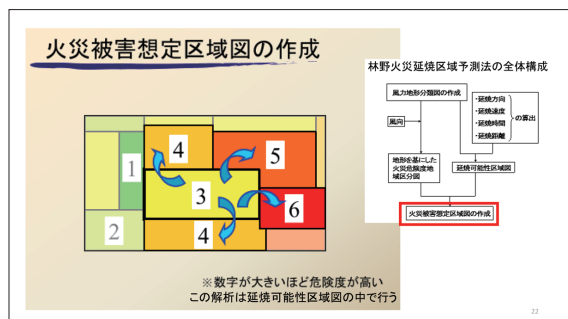 火災被害想定区域図の作成
4
5
1
3
6
2
4
※数字が大きいほど危険度が高い
この解析は延焼可能性区域図の中で行う
林野火災延焼区域予測法の全体構成
風力地形分類図の作成
・延焼方向
・延焼速度
・延焼時間
・延焼距離
の算出
風向
地形を基にした
火災危険度地
域区分図
延焼可能性区域図
火災被害想定区域図の作成
22